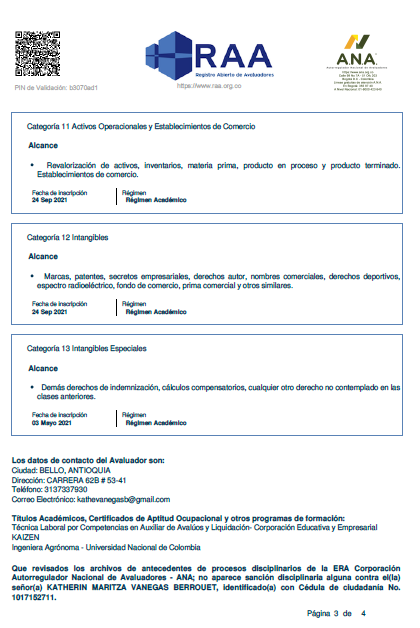 RAA
Registro Abierto de Avaluadores
https://www.raa.org.co
ANA
PIN de Validación: b3070ad1
Categoría 11 Activos Operacionales y Establecimientos de Comercio
Alcance
• Revalorización de activos, inventarios, materia prima, producto en proceso y producto terminado.
Establecimientos de comercio.
Fecha de inscripción Régimen
24 Sep 2021 Régimen Académico
Categoría 12 Intangibles
Alcance
• Marcas, patentes, secretos empresariales, derechos autor, nombres comerciales, derechos deportivos,
espectro radioeléctrico, fondo de comercio, prima comercial y otros similares.
Fecha de inscripción Régimen
24 Sep 2021 Régimen Académico
Categoría 13 Intangibles Especiales
Alcance
• Demás derechos de indemnización, cálculos compensatorios, cualquier otro derecho no contemplado en las
clases anteriores.
Fecha de inscripción Régimen
03 Mayo 2021 Régimen Académico
Los datos de contacto del Avaluador son:
Ciudad: BELLO, ANTIOQUIA
Dirección: CARRERA 62B # 53-41
Teléfono: 3137337930
Correo Electrónico: kathevanegasb@gmail.com
Títulos Académicos, Certificados de Aptitud Ocupacional y otros programas de formación:
Técnica Laboral por Competencias en Auxiliar de Avalúos y Liquidación- Corporación Educativa y Empresarial
KAIZEN
Ingeniera Agrónoma - Universidad Nacional de Colombia
Que revisados los archivos de antecedentes de procesos disciplinarios de la ERA Corporación
Autorregulador Nacional de Avaluadores - ANA; no aparece sanción disciplinaria alguna contra el(la)
señor(a) KATHERIN MARITZA VANEGAS BERROUET, identificado(a) con Cédula de ciudadanía No.
1017152711.
Página 3 de 4